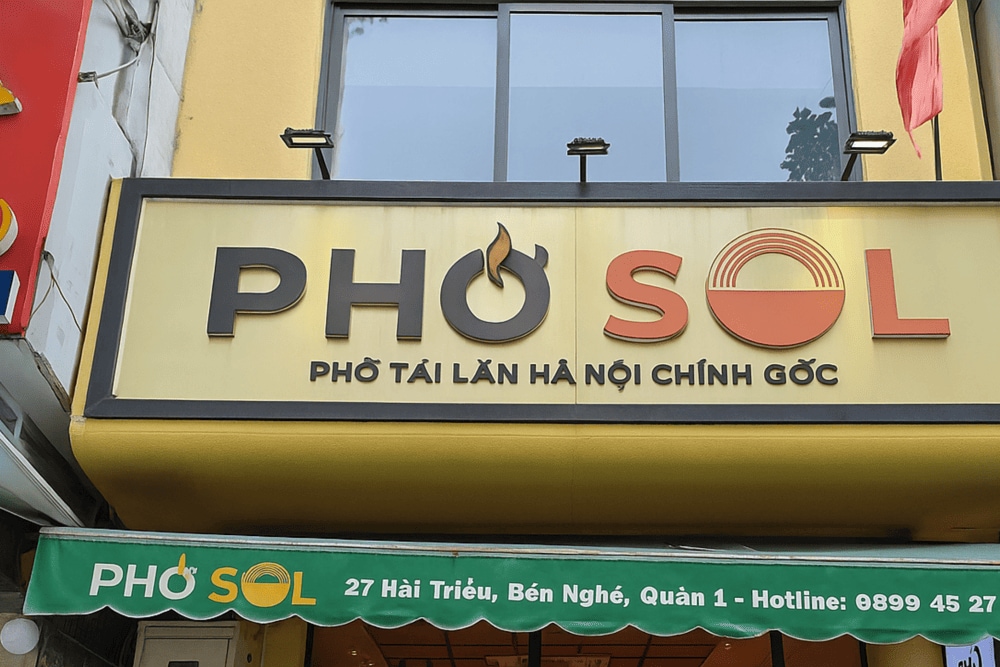 PHỞ SOL
PHỞ TÁI LĂN HÀ NỘI CHÍNH GỐC
PHỞ SOL 27 Hải Triều, Bến Nghé, Quận 1 - Hotline: 0899 45 27